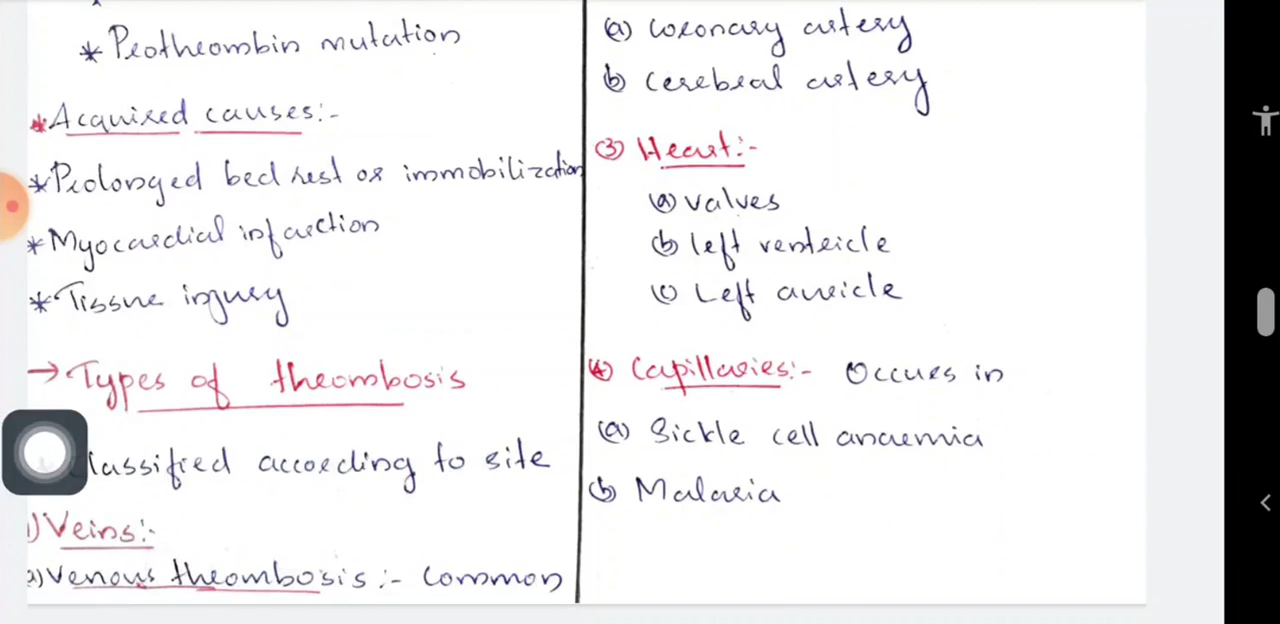 * Prothrombin mutation
* Acquired causes:-
* Prolonged bed rest or immobilization
* Myocardial infarction
* Tissue injury
→ Types of thrombosis
lassified according to site
1) Veins:-
a) Venous thrombosis:- Common
(a) Coronary artery
(b) Cerebral artery
(3) Heart:-
(a) Valves
(b) left ventricle
(c) Left auricle
(4) Capillaries:- Occurs in
(a) Sickle cell anaemia
(b) Malaria